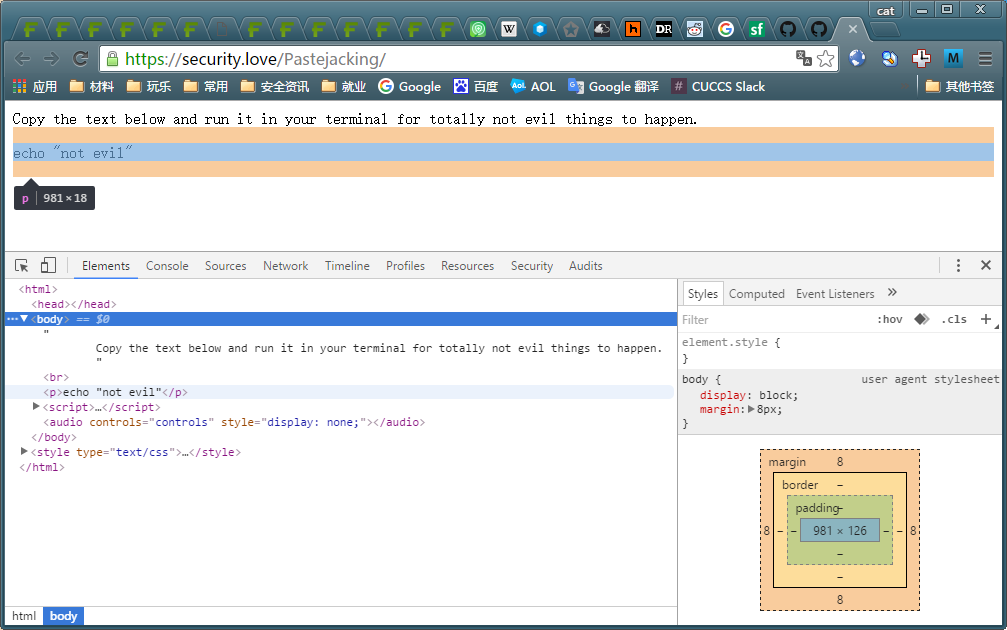 cat
https://security.love/Pastejacking/
应用 材料 玩乐 常用 安全资讯 就业 Google 百度 AOL Google 翻译 CUCCS Slack 其他书签
Copy the text below and run it in your terminal for totally not evil things to happen.
echo "not evil"
p 981 × 18
Elements Console Sources Network Timeline Profiles Resources Security Audits
<html>
<head></head>
<body> == $0
"
Copy the text below and run it in your terminal for totally not evil things to happen.
"
<br>
<p>echo "not evil"</p>
<script>…</script>
<audio controls="controls" style="display: none;"></audio>
</body>
<style type="text/css">…</style>
</html>
html body
Styles Computed Event Listeners »
Filter :hov .cls +
element.style {
}
body { user agent stylesheet
display: block;
margin: 8px;
}
margin 8
border –
padding –
8 – – 981 × 126 – – 8
–
–
8